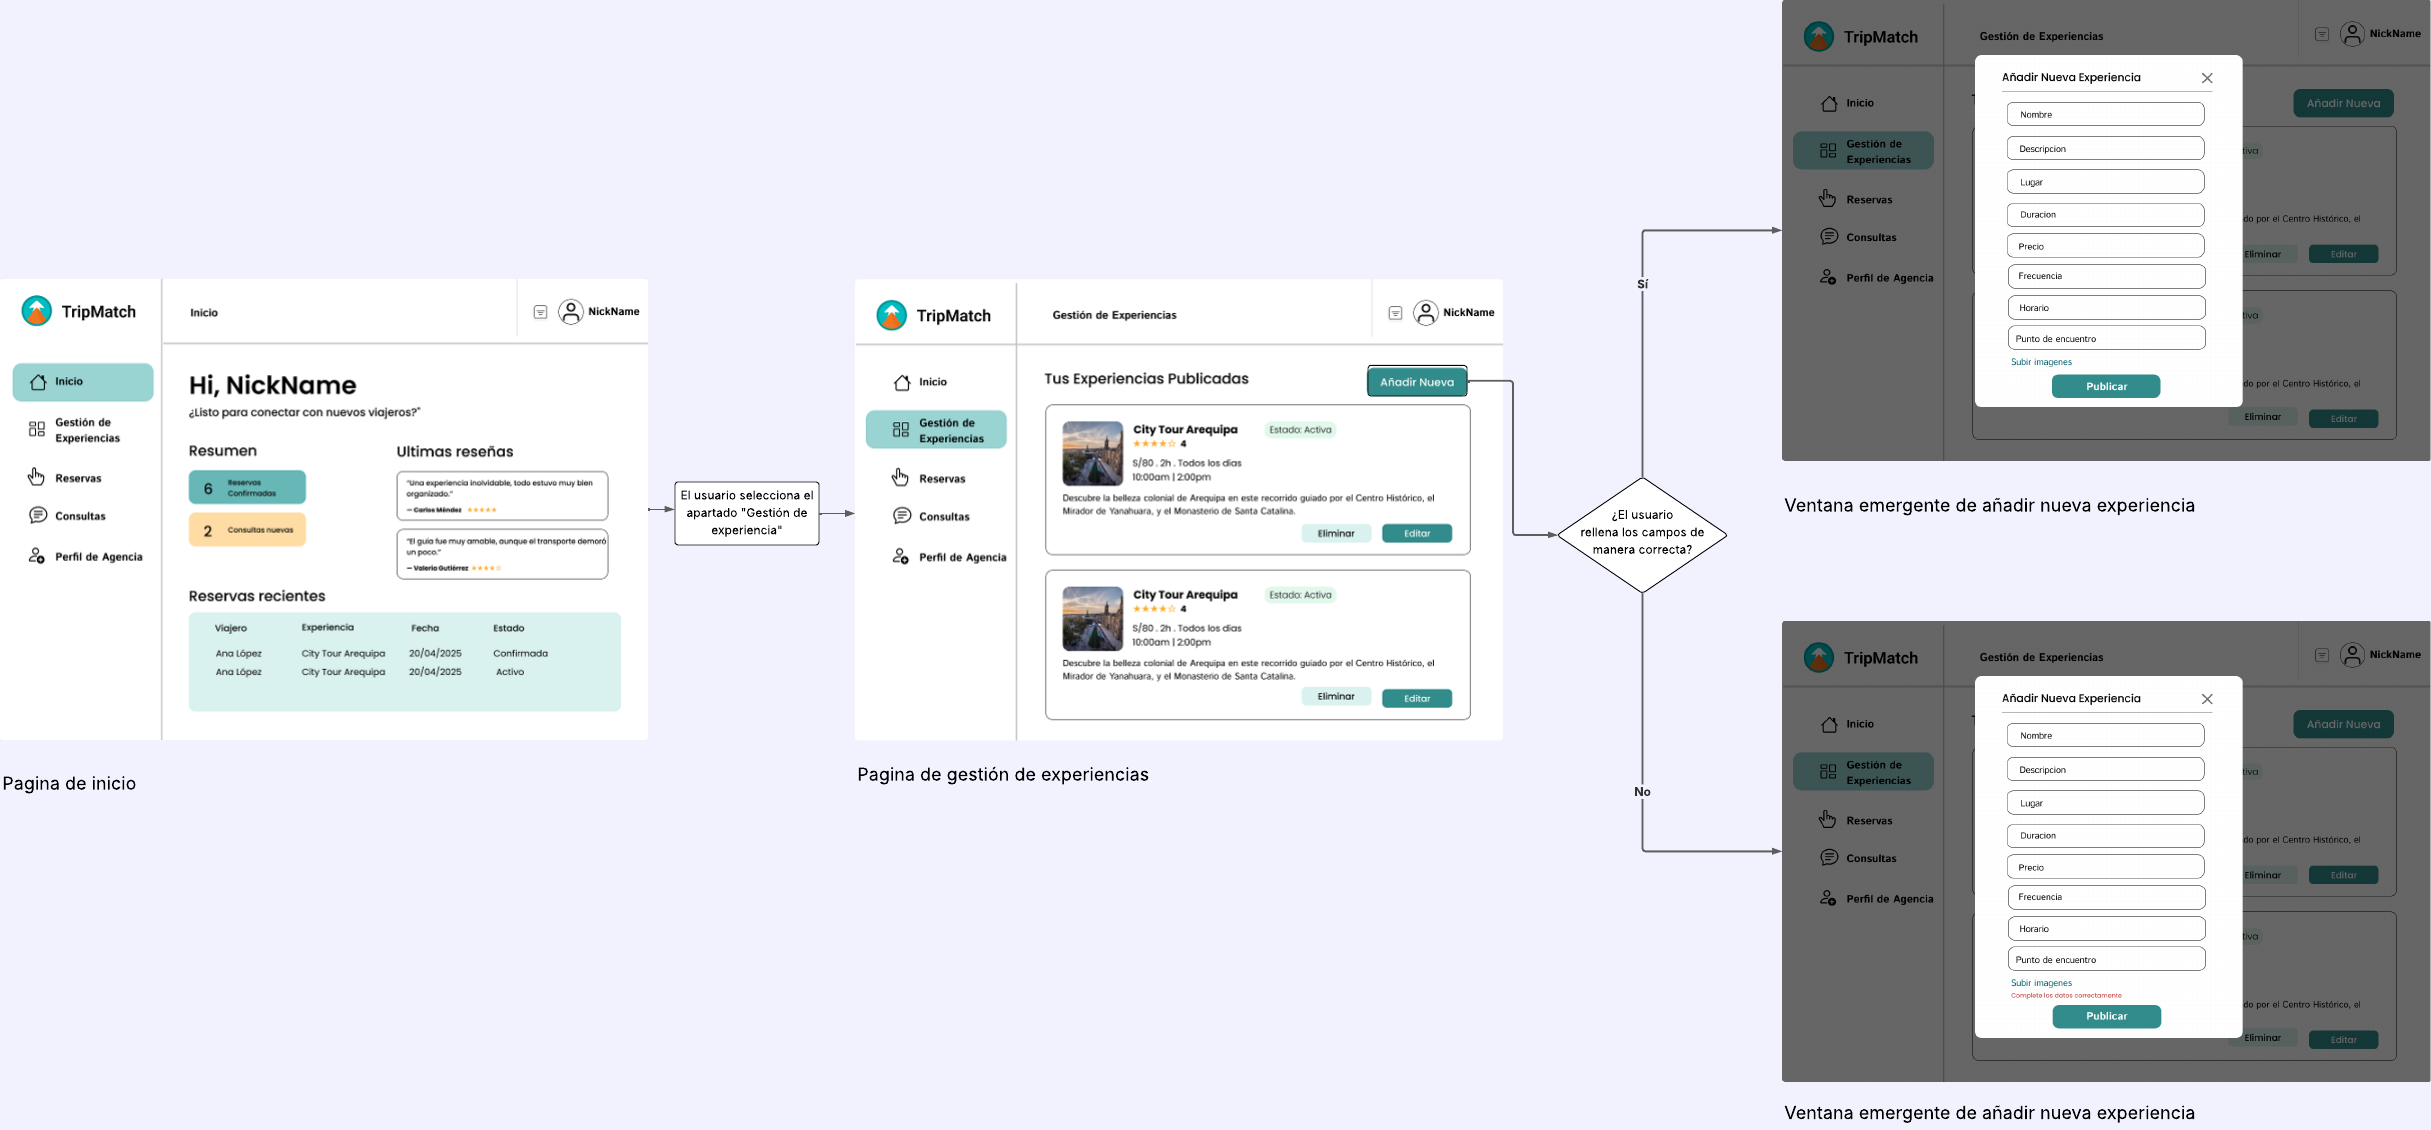 TripMatch
Inicio
NickName
Inicio
Gestión de
Experiencias
Reservas
Consultas
Perfil de Agencia
Hi, NickName
¿Listo para conectar con nuevos viajeros?"
Resumen
6 Reservas
Confirmadas
2 Consultas nuevas
Ultimas reseñas
"Una experiencia inolvidable, todo estuvo muy bien
organizado."
— Carlos Méndez ★★★★★
"El guía fue muy amable, aunque el transporte demoró
un poco."
— Valeria Gutiérrez ★★★★☆
Reservas recientes
Viajero Experiencia Fecha Estado
Ana López City Tour Arequipa 20/04/2025 Confirmada
Ana López City Tour Arequipa 20/04/2025 Activo
Pagina de inicio
El usuario selecciona el
apartado "Gestión de
experiencia"
TripMatch
Gestión de Experiencias
NickName
Inicio
Gestión de
Experiencias
Reservas
Consultas
Perfil de Agencia
Tus Experiencias Publicadas
Añadir Nueva
City Tour Arequipa
Estado: Activa
★★★★☆ 4
S/80 . 2h . Todos los días
10:00am | 2:00pm
Descubre la belleza colonial de Arequipa en este recorrido guiado por el Centro Histórico, el
Mirador de Yanahuara, y el Monasterio de Santa Catalina.
Eliminar
Editar
City Tour Arequipa
Estado: Activa
★★★★☆ 4
S/80 . 2h . Todos los días
10:00am | 2:00pm
Descubre la belleza colonial de Arequipa en este recorrido guiado por el Centro Histórico, el
Mirador de Yanahuara, y el Monasterio de Santa Catalina.
Eliminar
Editar
Pagina de gestión de experiencias
¿El usuario
rellena los campos de
manera correcta?
Sí
No
TripMatch
Gestión de Experiencias
NickName
Inicio
Gestión de
Experiencias
Reservas
Consultas
Perfil de Agencia
Añadir Nueva
tiva
do por el Centro Histórico, el
Eliminar
Editar
tiva
Eliminar
Editar
Añadir Nueva Experiencia
Nombre
Descripcion
Lugar
Duracion
Precio
Frecuencia
Horario
Punto de encuentro
Subir imagenes
Publicar
Ventana emergente de añadir nueva experiencia
TripMatch
Gestión de Experiencias
NickName
Inicio
Gestión de
Experiencias
Reservas
Consultas
Perfil de Agencia
Añadir Nueva
tiva
do por el Centro Histórico, el
Eliminar
Editar
tiva
do por el Centro Histórico, el
Eliminar
Editar
Añadir Nueva Experiencia
Nombre
Descripcion
Lugar
Duracion
Precio
Frecuencia
Horario
Punto de encuentro
Subir imagenes
Complete los datos correctamente
Publicar
Ventana emergente de añadir nueva experiencia